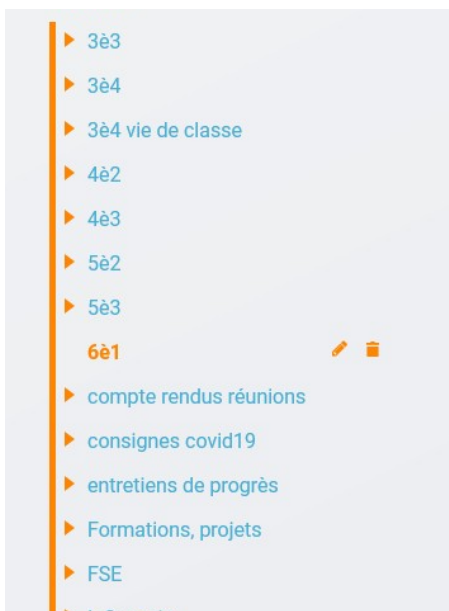 3è3
3è4
3è4 vie de classe
4è2
4è3
5è2
5è3
6è1
compte rendus réunions
consignes covid19
entretiens de progrès
Formations, projets
FSE